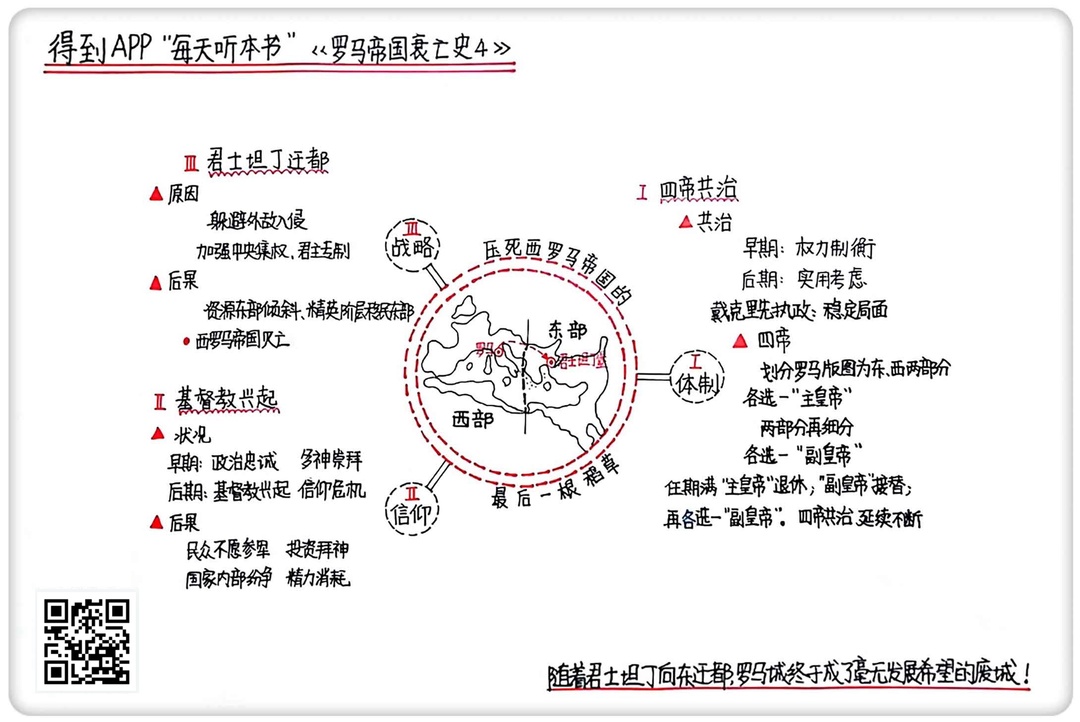 得到APP “每天听本书” 《罗马帝国衰亡史4》
I 四帝共治
共治
早期：权力制衡
后期：实用考虑
戴克里先执政：稳定局面
四帝
划分罗马版图为东、西两部分
各选一“主皇帝”
两部分再细分
各选一“副皇帝”
任期满“主皇帝”退休；“副皇帝”接替；
再各选一“副皇帝”。四帝共治延续不断
II 基督教兴起
状况
早期：政治忠诚 多神崇拜
后期：基督教兴起 信仰危机
后果
民众不愿参军 投资拜神
国家内部纷争 精力消耗
III 君士坦丁迁都
原因
躲避外敌入侵
加强中央集权、君主专制
后果
资源东部倾斜、精英阶层移民东部
西罗马帝国灭亡
压死西罗马帝国的
最后一根稻草
III
战略
I
体制
II
信仰
东部
西部
罗马
君士坦丁堡
随着君士坦丁向东迁都，罗马城终于成了毫无发展希望的废城！